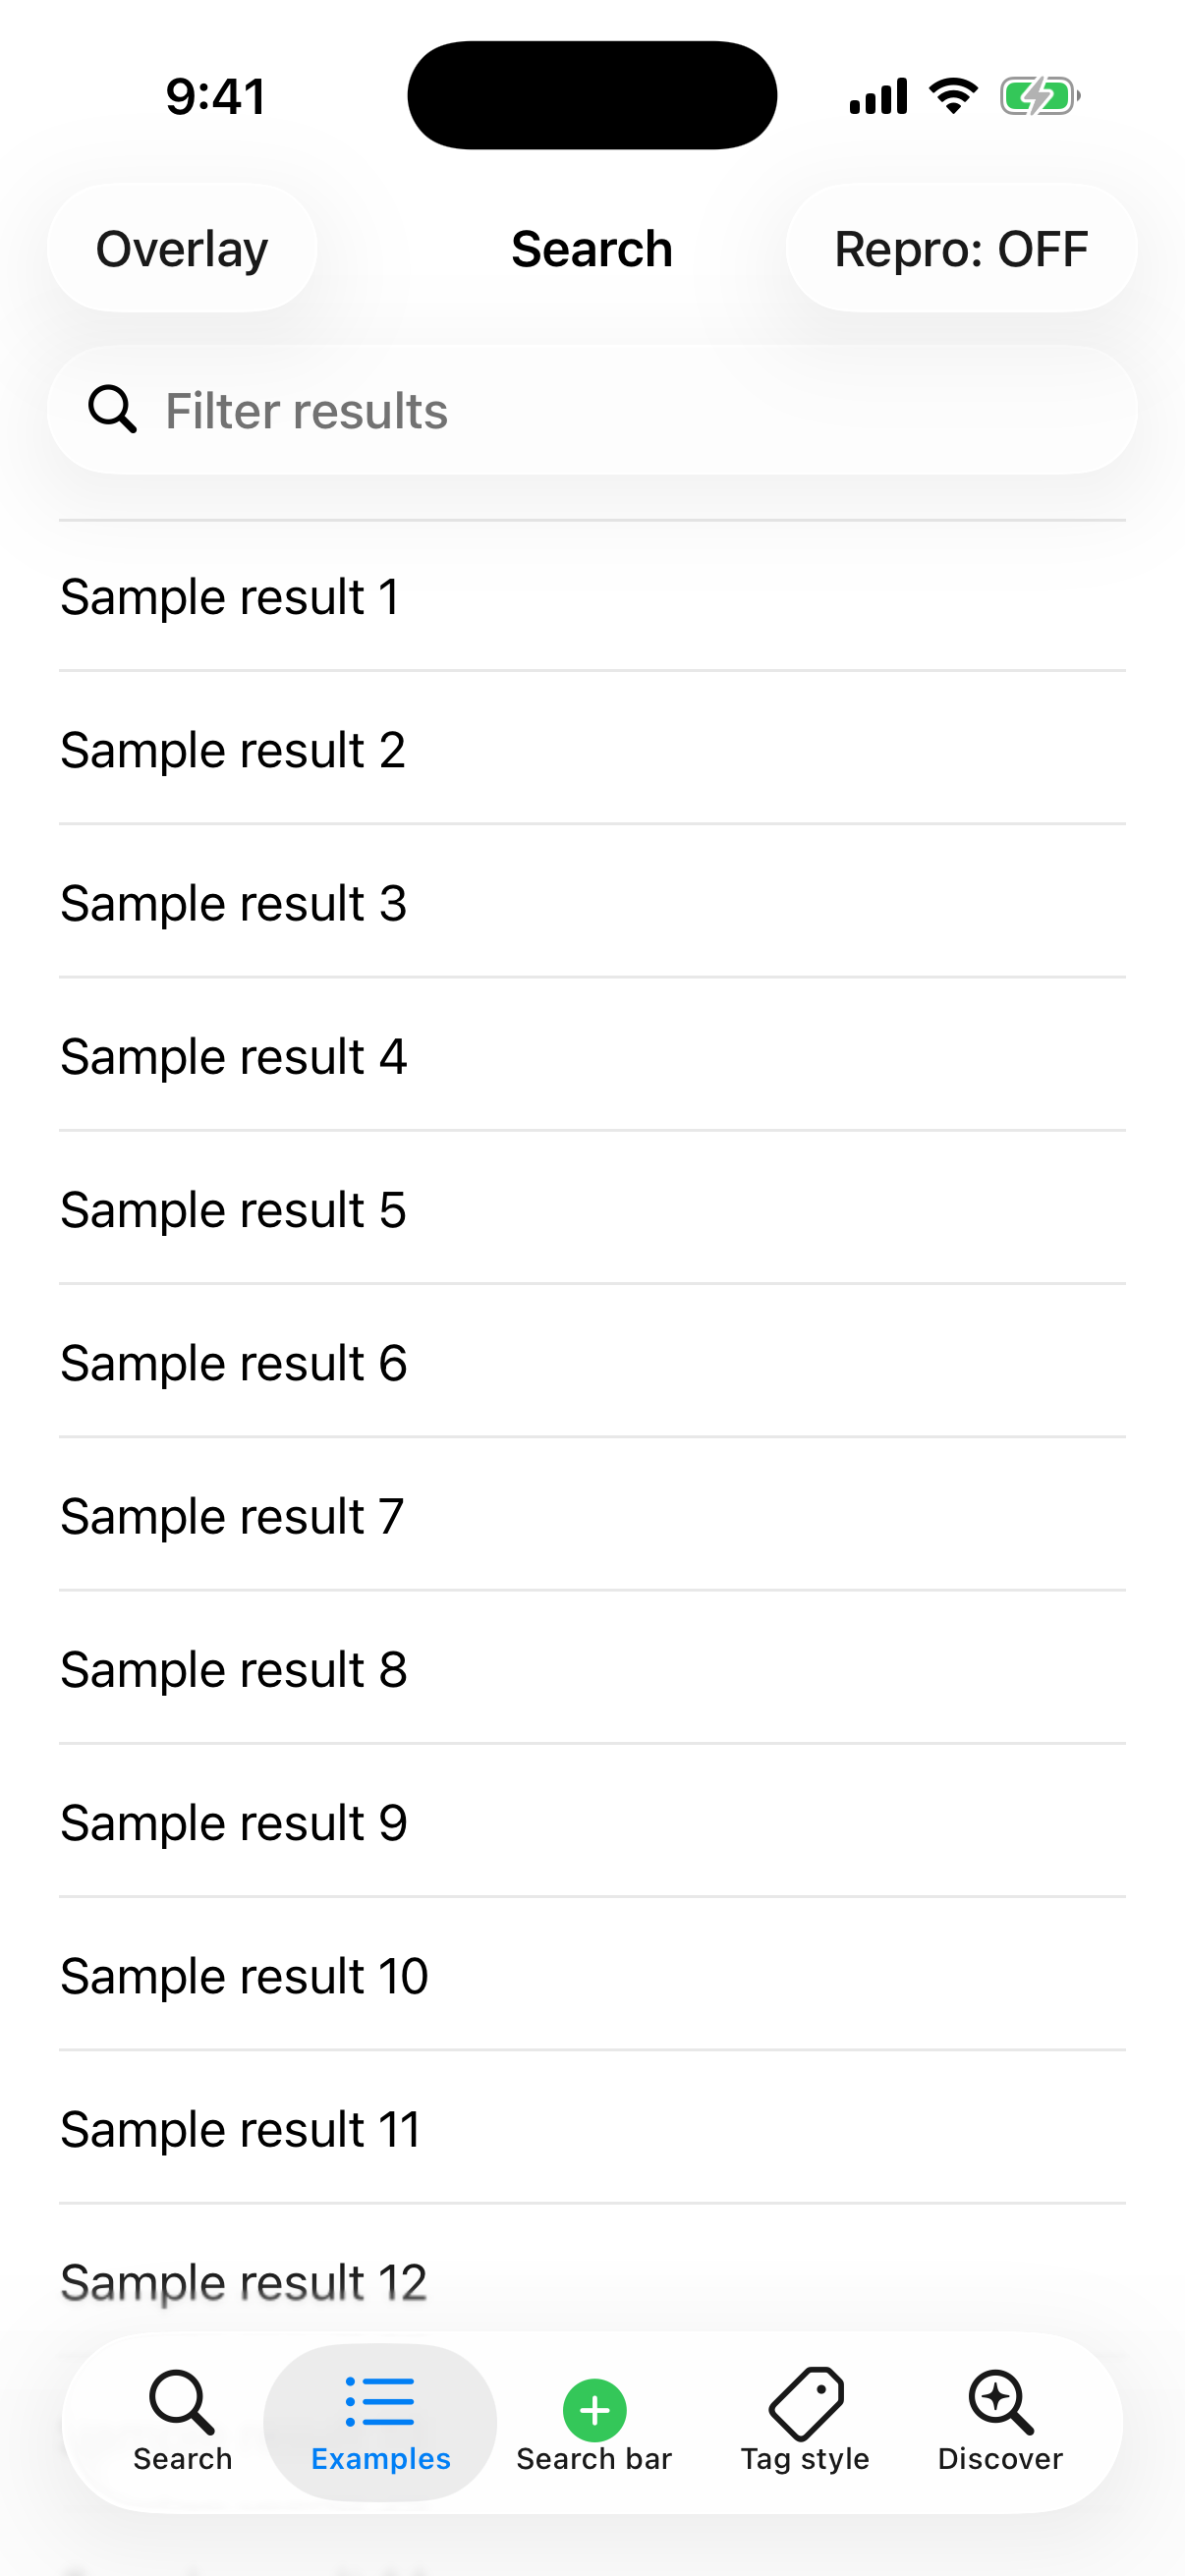 9:41
Overlay
Search
Repro: OFF
Filter results
Sample result 1
Sample result 2
Sample result 3
Sample result 4
Sample result 5
Sample result 6
Sample result 7
Sample result 8
Sample result 9
Sample result 10
Sample result 11
Sample result 12
Search
Examples
Search bar
Tag style
Discover